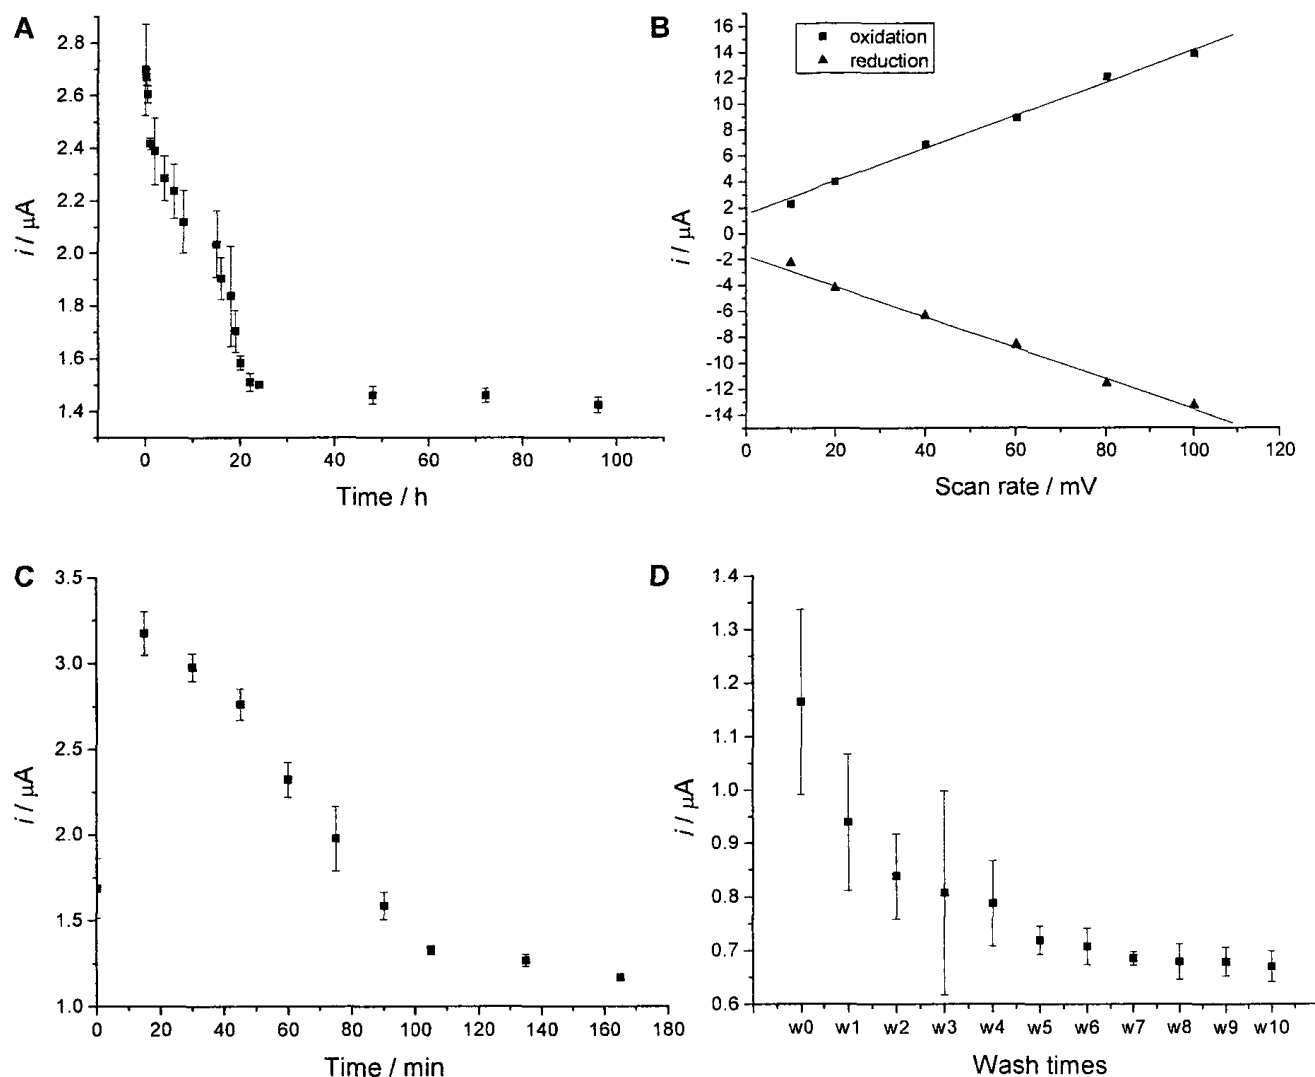 A
2.8
2.6
2.4
2.2
2.0
1.8
1.6
1.4
i / μA
0 20 40 60 80 100
Time / h
B
16
14
12
10
8
6
4
2
0
-2
-4
-6
-8
-10
-12
-14
i / μA
oxidation
reduction
0 20 40 60 80 100 120
Scan rate / mV
C
3.5
3.0
2.5
2.0
1.5
1.0
i / μA
0 20 40 60 80 100 120 140 160 180
Time / min
D
1.4
1.3
1.2
1.1
1.0
0.9
0.8
0.7
0.6
i / μA
w0 w1 w2 w3 w4 w5 w6 w7 w8 w9 w10
Wash times